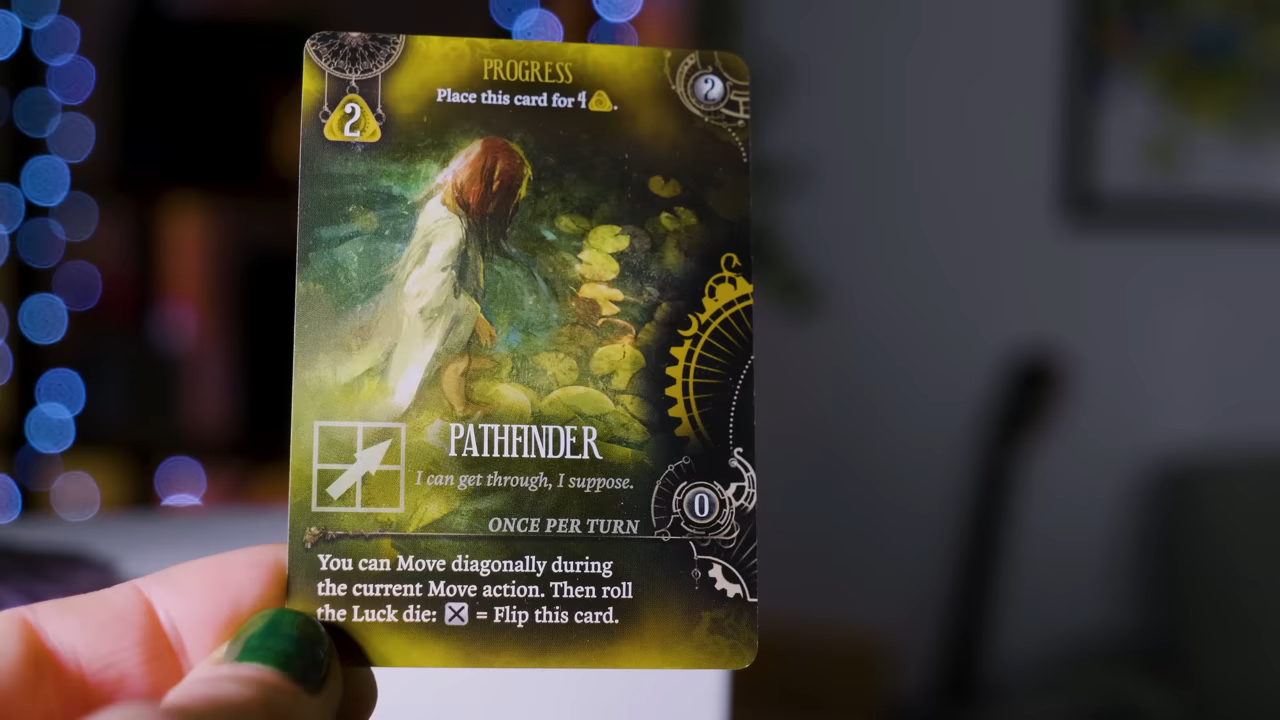 PROGRESS
Place this card for 4
2
2
PATHFINDER
I can get through, I suppose.
0
ONCE PER TURN
You can Move diagonally during
the current Move action. Then roll
the Luck die: = Flip this card.